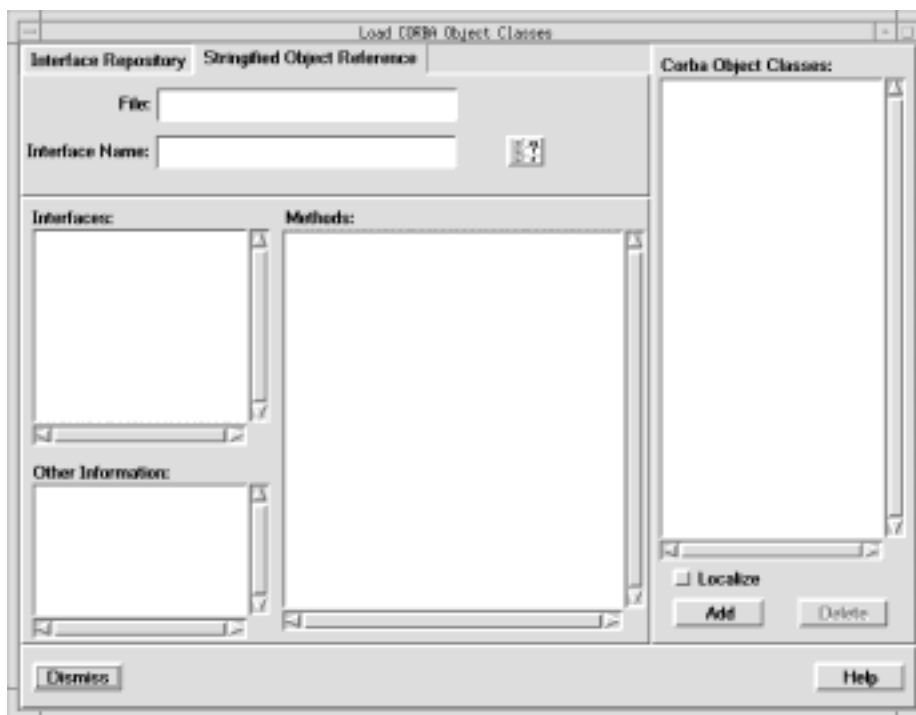 Load CORBA Object Classes
Interface Repository
Stringified Object Reference
File:
Interface Name:
?
Interfaces:
Methods:
Other Information:
Corba Object Classes:
Localize
Add
Delete
Dismiss
Help